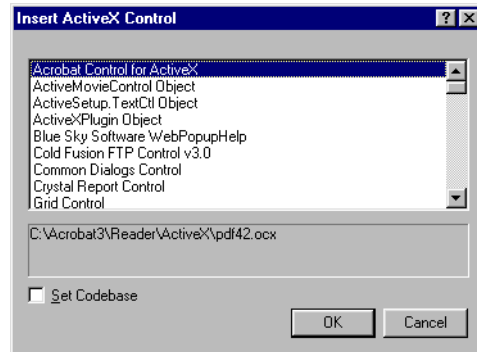 Insert ActiveX Control
Acrobat Control for ActiveX
ActiveMovieControl Object
ActiveSetup.TextCtl Object
ActiveXPlugin Object
Blue Sky Software WebPopupHelp
Cold Fusion FTP Control v3.0
Common Dialogs Control
Crystal Report Control
Grid Control
C:\Acrobat3\Reader\ActiveX\pdf42.ocx
Set Codebase
OK Cancel